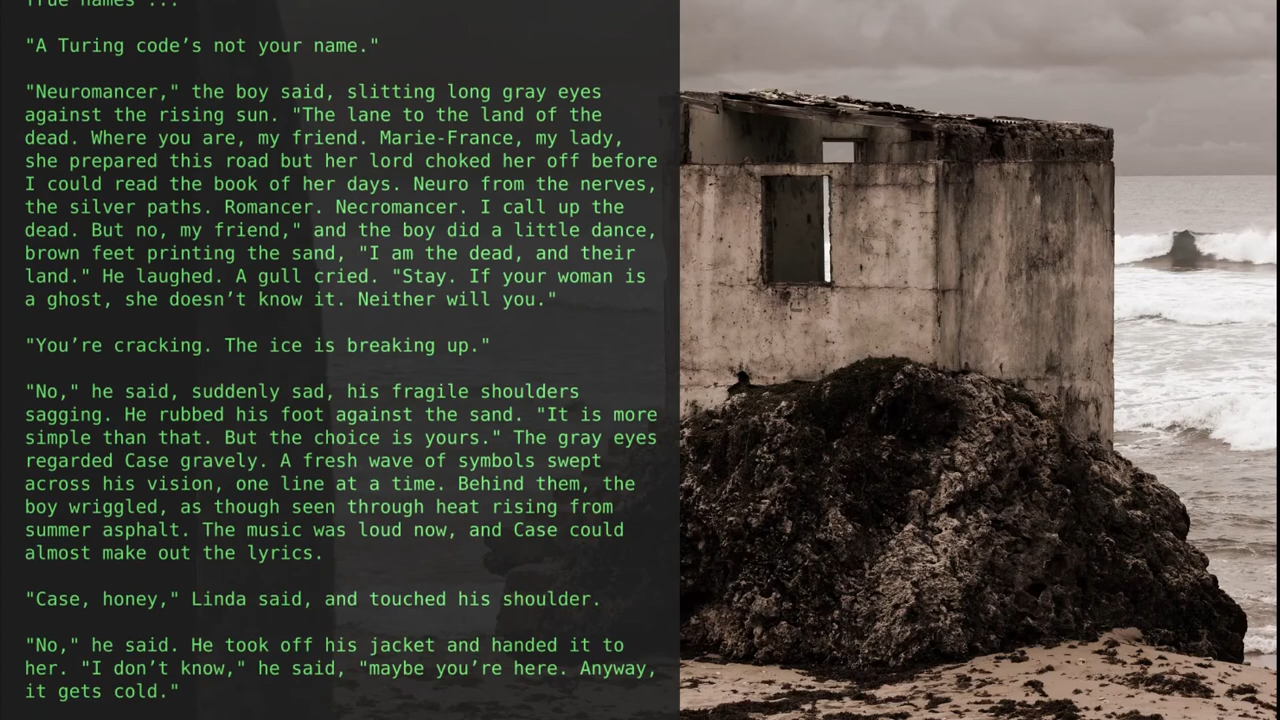 True names ...
"A Turing code’s not your name."
"Neuromancer," the boy said, slitting long gray eyes
against the rising sun. "The lane to the land of the
dead. Where you are, my friend. Marie-France, my lady,
she prepared this road but her lord choked her off before
I could read the book of her days. Neuro from the nerves,
the silver paths. Romancer. Necromancer. I call up the
dead. But no, my friend," and the boy did a little dance,
brown feet printing the sand, "I am the dead, and their
land." He laughed. A gull cried. "Stay. If your woman is
a ghost, she doesn’t know it. Neither will you."
"You’re cracking. The ice is breaking up."
"No," he said, suddenly sad, his fragile shoulders
sagging. He rubbed his foot against the sand. "It is more
simple than that. But the choice is yours." The gray eyes
regarded Case gravely. A fresh wave of symbols swept
across his vision, one line at a time. Behind them, the
boy wriggled, as though seen through heat rising from
summer asphalt. The music was loud now, and Case could
almost make out the lyrics.
"Case, honey," Linda said, and touched his shoulder.
"No," he said. He took off his jacket and handed it to
her. "I don’t know," he said, "maybe you’re here. Anyway,
it gets cold."